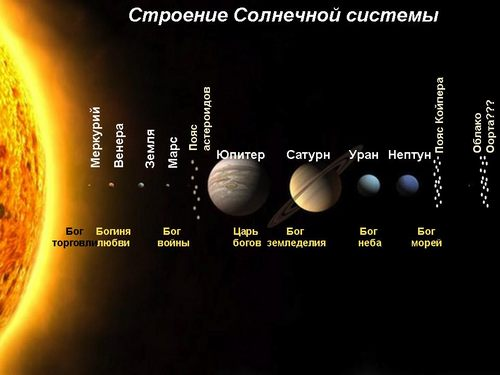 Строение Солнечной системы
Меркурий
Венера
Земля
Марс
Пояс
астероидов
Юпитер
Сатурн
Уран
Нептун
Пояс Койпера
Облако
Оорта???
Бог
торговли
Богиня
любви
Бог
войны
Царь
богов
Бог
земледелия
Бог
неба
Бог
морей